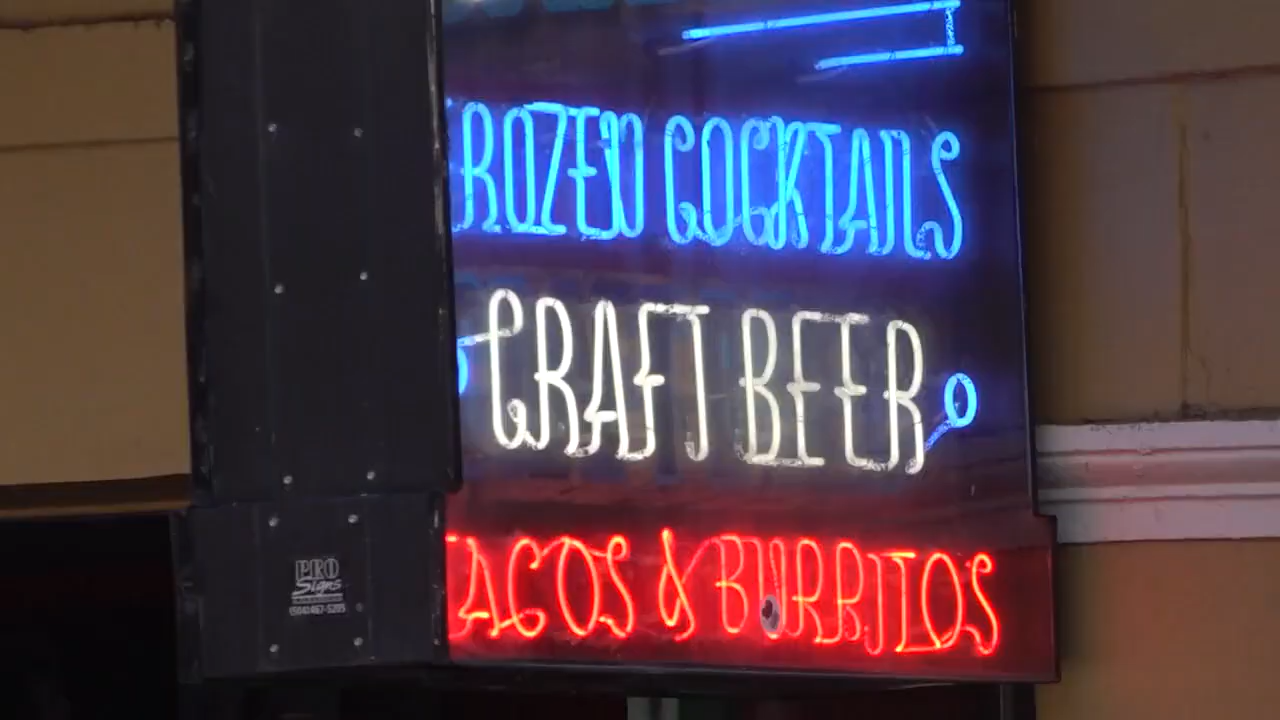 ROZEN COCKTAILS
CRAFT BEER
TACOS & BURRITOS
PRO
Signs
(504)467-5205